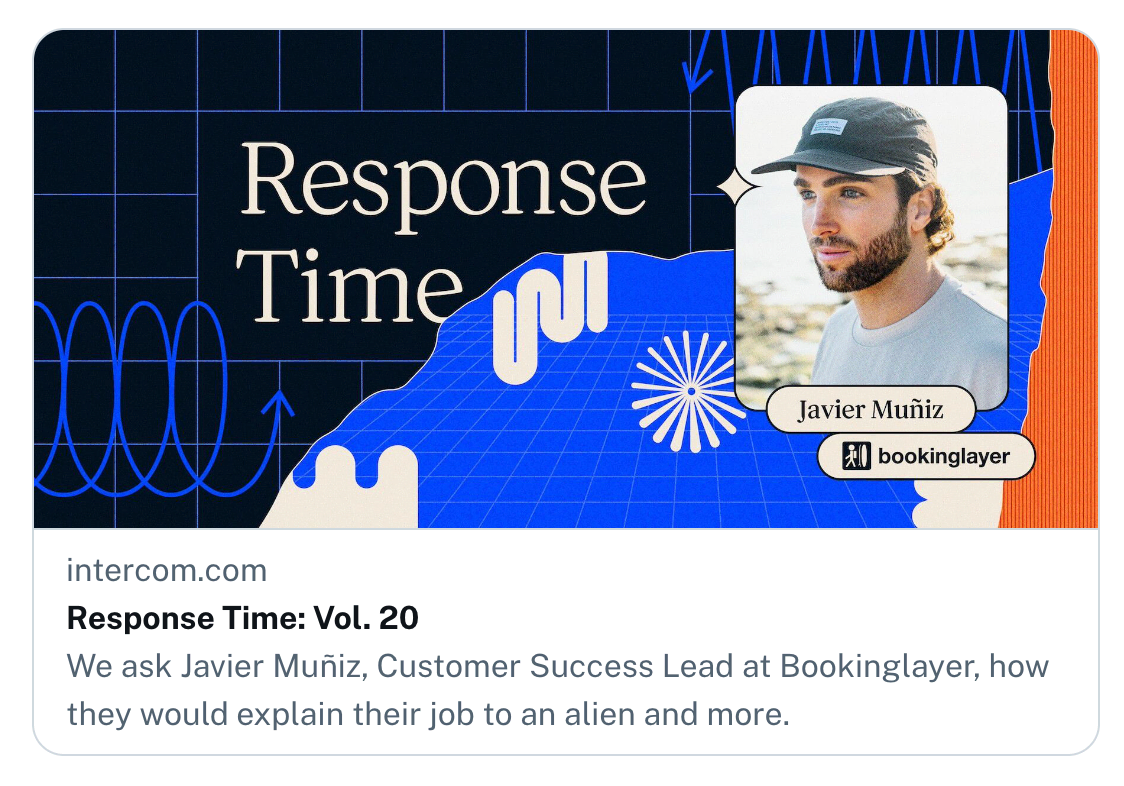 Response
Time
Javier Muñiz
bookinglayer
intercom.com
Response Time: Vol. 20
We ask Javier Muñiz, Customer Success Lead at Bookinglayer, how
they would explain their job to an alien and more.